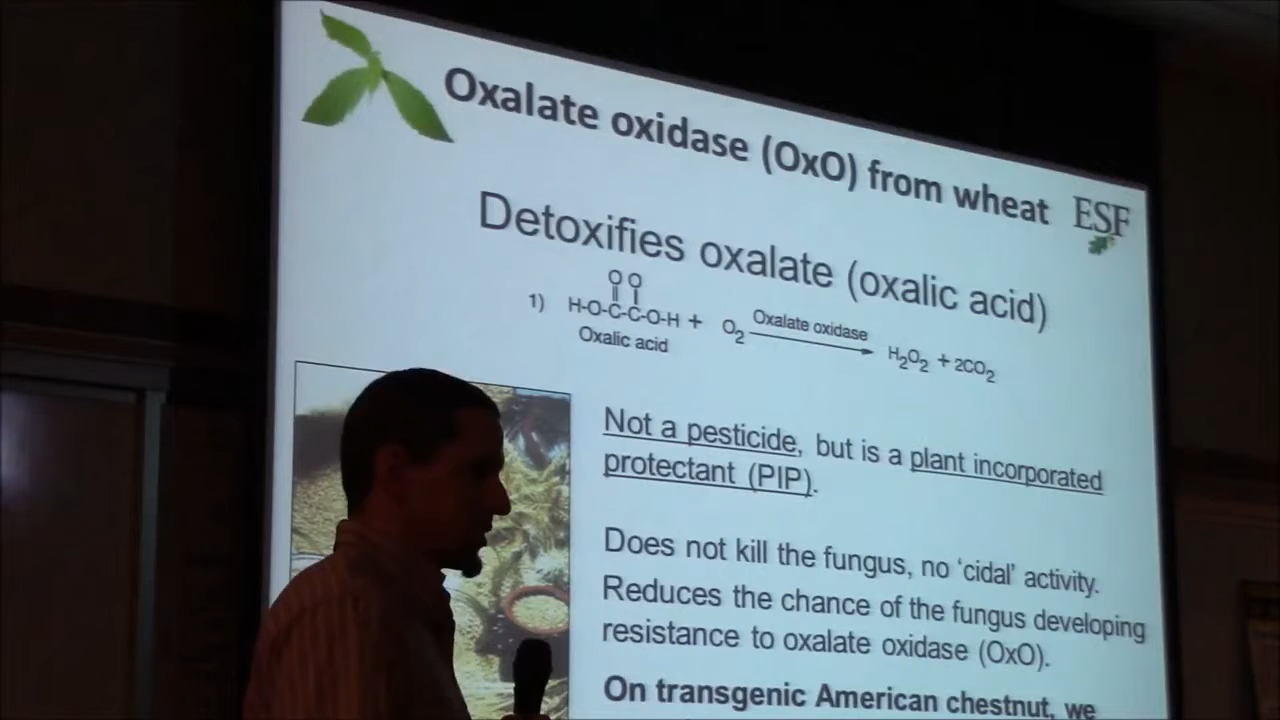 Oxalate oxidase (OxO) from wheat
ESF
Detoxifies oxalate (oxalic acid)
O O
1) H-O-C-C-O-H + O2 Oxalate oxidase H2O2 + 2CO2
Oxalic acid
Not a pesticide, but is a plant incorporated
protectant (PIP).
Does not kill the fungus, no ‘cidal’ activity.
Reduces the chance of the fungus developing
resistance to oxalate oxidase (OxO).
On transgenic American chestnut, we